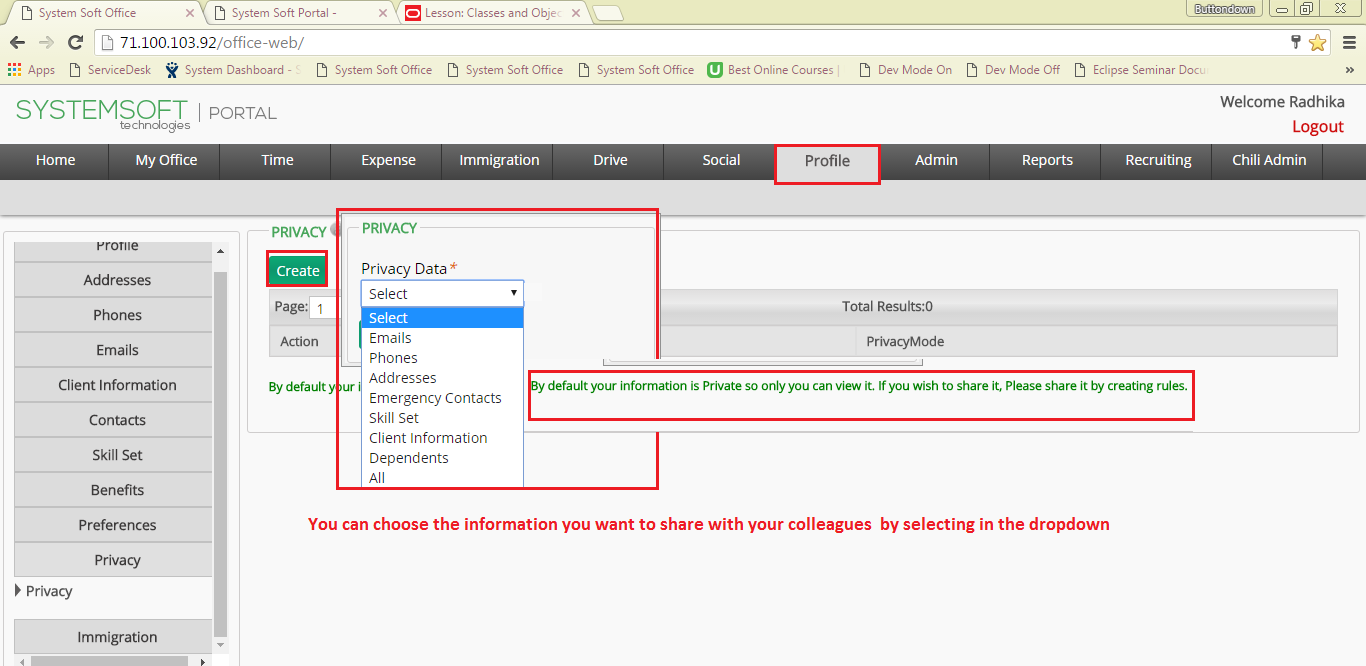 System Soft Office
System Soft Portal -
Lesson: Classes and Objec
Buttondown
71.100.103.92/office-web/
Apps
ServiceDesk
System Dashboard - S
System Soft Office
System Soft Office
System Soft Office
Best Online Courses |
Dev Mode On
Dev Mode Off
Eclipse Seminar Docu
»
SYSTEMSOFT
technologies
PORTAL
Welcome Radhika
Logout
Home
My Office
Time
Expense
Immigration
Drive
Social
Profile
Admin
Reports
Recruiting
Chili Admin
Profile
Addresses
Phones
Emails
Client Information
Contacts
Skill Set
Benefits
Preferences
Privacy
Privacy
Immigration
PRIVACY
Create
Page: 1
Total Results:0
Action
PrivacyMode
By default your i
PRIVACY
Privacy Data*
Select
Select
Emails
Phones
Addresses
Emergency Contacts
Skill Set
Client Information
Dependents
All
By default your information is Private so only you can view it. If you wish to share it, Please share it by creating rules.
You can choose the information you want to share with your colleagues by selecting in the dropdown